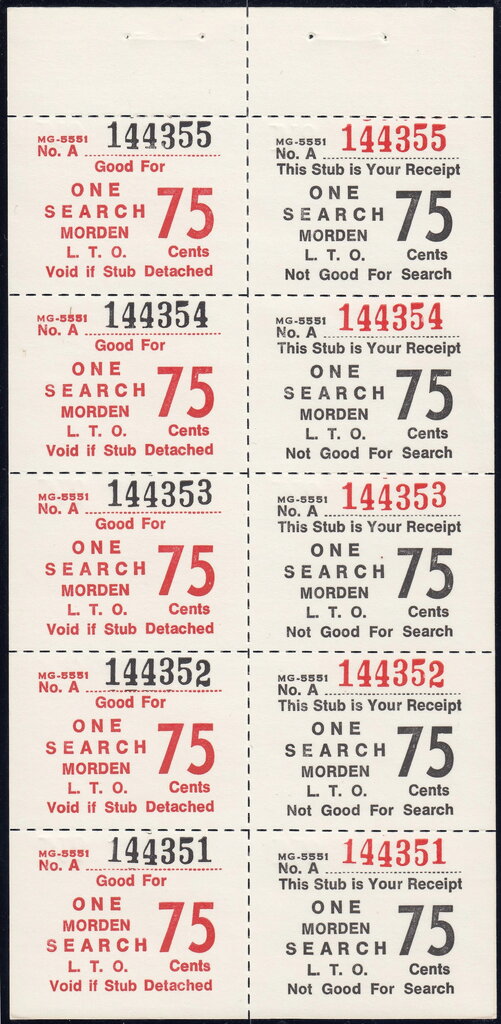 MG-5551
No. A 144355
Good For
ONE
SEARCH 75
MORDEN
L. T. O. Cents
Void if Stub Detached
MG-5551
No. A 144355
This Stub is Your Receipt
ONE
SEARCH 75
MORDEN
L. T. O. Cents
Not Good For Search
MG-5551
No. A 144354
Good For
ONE
SEARCH 75
MORDEN
L. T. O. Cents
Void if Stub Detached
MG-5551
No. A 144354
This Stub is Your Receipt
ONE
SEARCH 75
MORDEN
L. T. O. Cents
Not Good For Search
MG-5551
No. A 144353
Good For
ONE
SEARCH 75
MORDEN
L. T. O. Cents
Void if Stub Detached
MG-5551
No. A 144353
This Stub is Your Receipt
ONE
SEARCH 75
MORDEN
L. T. O. Cents
Not Good For Search
MG-5551
No. A 144352
Good For
ONE
SEARCH 75
MORDEN
L. T. O. Cents
Void if Stub Detached
MG-5551
No. A 144352
This Stub is Your Receipt
ONE
SEARCH 75
MORDEN
L. T. O. Cents
Not Good For Search
MG-5551
No. A 144351
Good For
ONE
MORDEN 75
SEARCH
L. T. O. Cents
Void if Stub Detached
MG-5551
No. A 144351
This Stub is Your Receipt
ONE
MORDEN 75
SEARCH
L. T. O. Cents
Not Good For Search